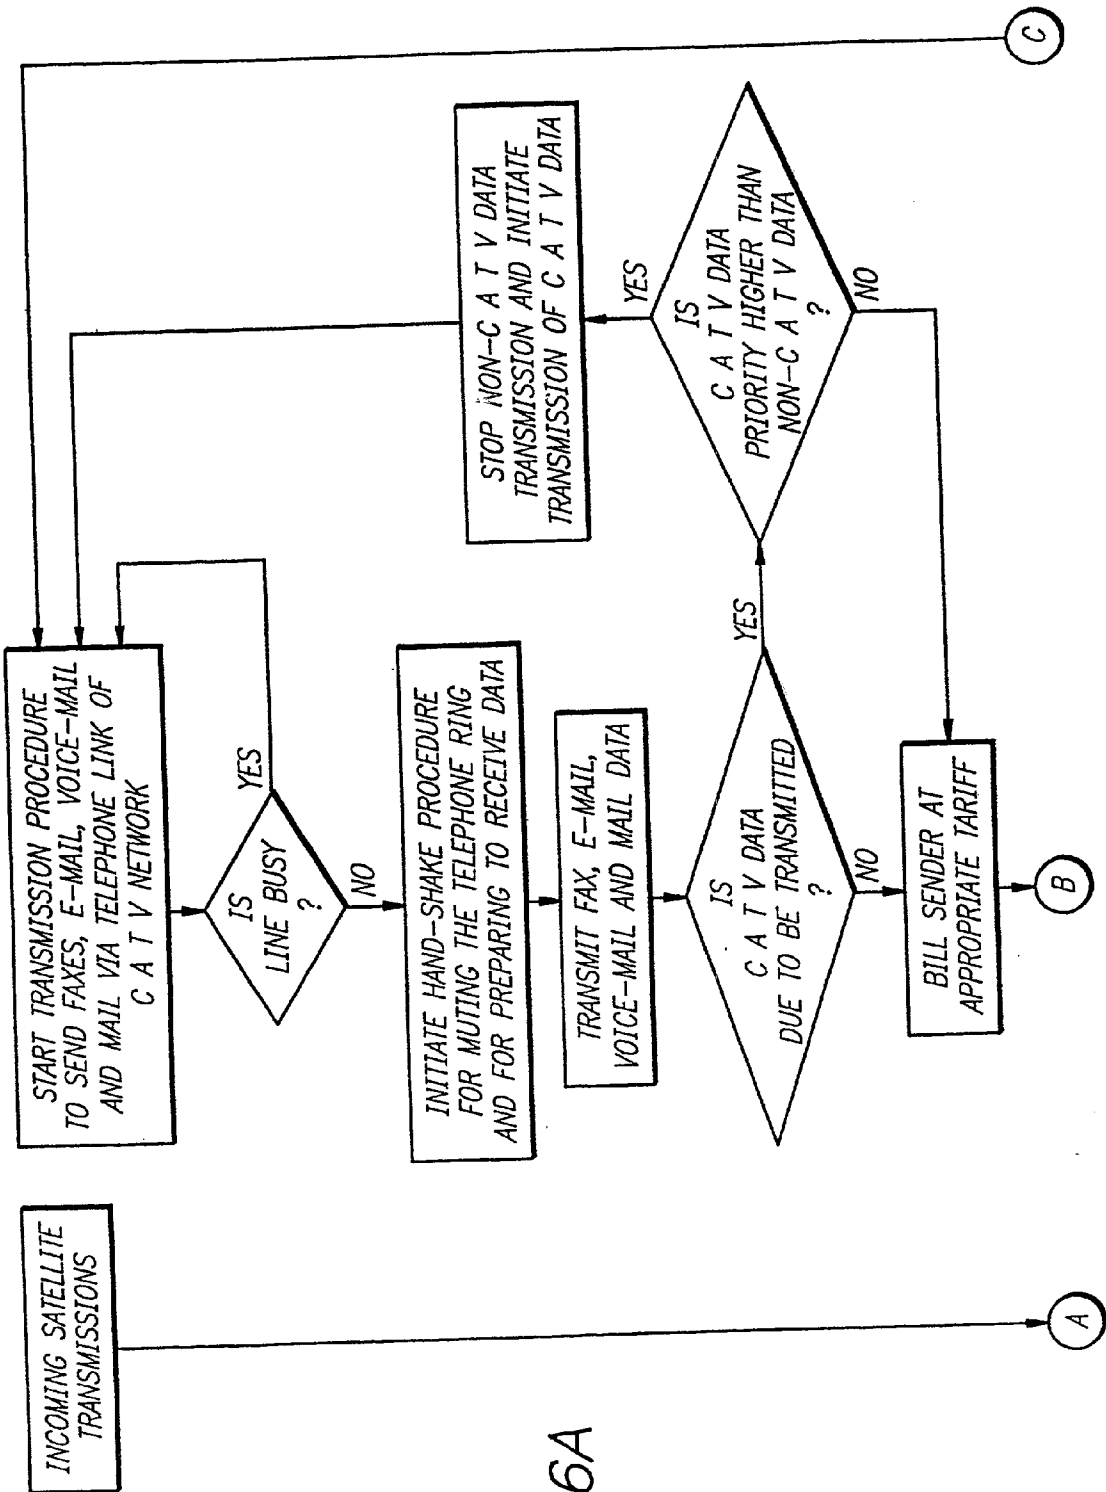 INCOMING SATELLITE
TRANSMISSIONS
A
START TRANSMISSION PROCEDURE
TO SEND FAXES, E-MAIL, VOICE-MAIL
AND MAIL VIA TELEPHONE LINK OF
C A T V NETWORK
IS
LINE BUSY
?
YES
NO
INITIATE HAND-SHAKE PROCEDURE
FOR MUTING THE TELEPHONE RING
AND FOR PREPARING TO RECEIVE DATA
TRANSMIT FAX, E-MAIL,
VOICE-MAIL AND MAIL DATA
IS
C A T V DATA
DUE TO BE TRANSMITTED
?
YES
NO
BILL SENDER AT
APPROPRIATE TARIFF
B
STOP NON-C A T V DATA
TRANSMISSION AND INITIATE
TRANSMISSION OF C A T V DATA
YES
IS
C A T V DATA
PRIORITY HIGHER THAN
NON-C A T V DATA
?
NO
C
6A